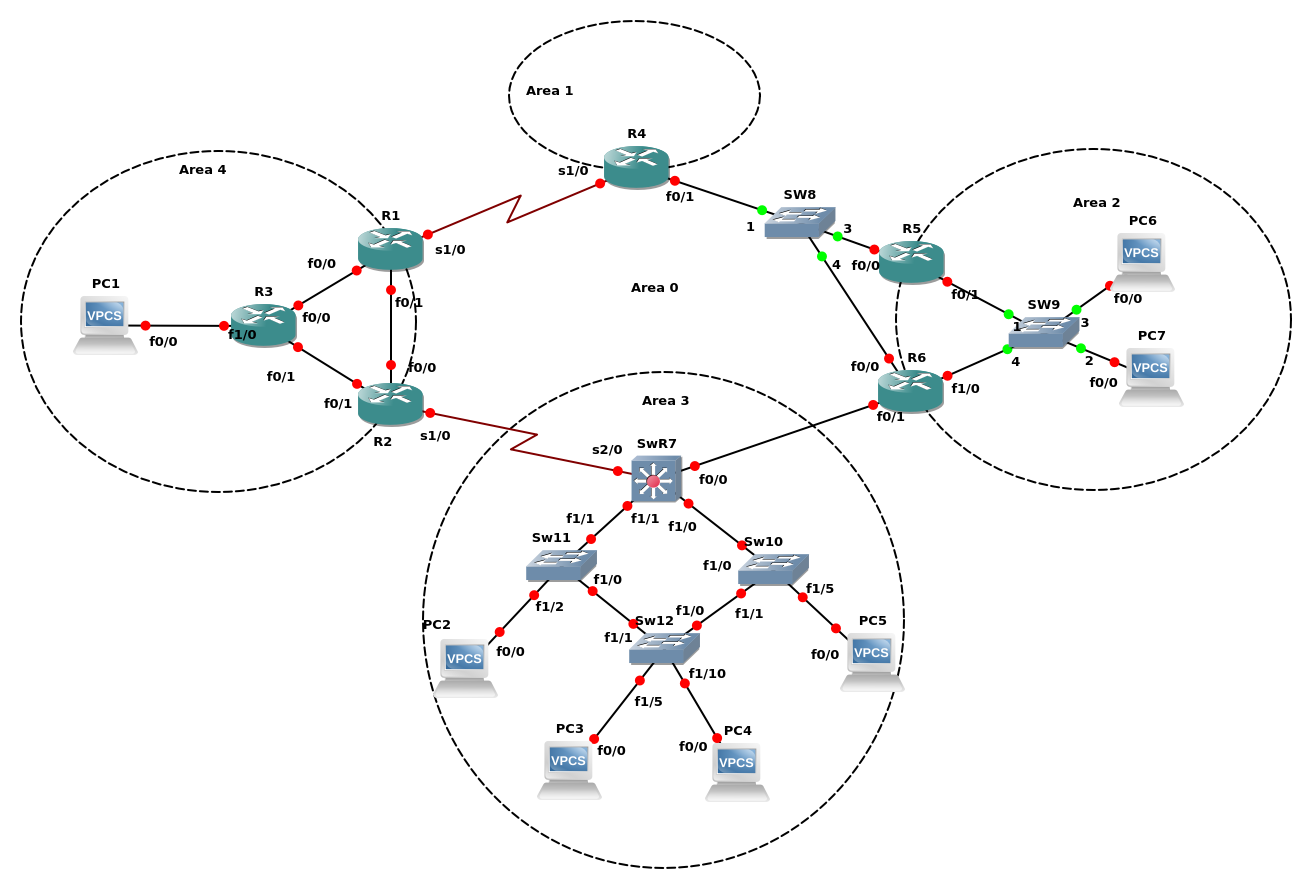 Area 1
R4
s1/0
f0/1
Area 4
R1
s1/0
f0/0
f0/1
PC1
VPCS
f0/0
R3
f1/0
f0/0
f0/1
f0/0
f0/1
R2
s1/0
Area 0
SW8
1
3
4
R5
f0/0
f0/1
Area 2
PC6
VPCS
f0/0
SW9
1
3
4
2
PC7
VPCS
f0/0
R6
f0/0
f1/0
f0/1
Area 3
SwR7
s2/0
f0/0
f1/1
f1/0
Sw11
f1/1
f1/0
f1/2
Sw10
f1/0
f1/1
f1/5
PC2
VPCS
f0/0
Sw12
f1/0
f1/1
f1/5
f1/10
PC5
VPCS
f0/0
PC3
VPCS
f0/0
PC4
VPCS
f0/0